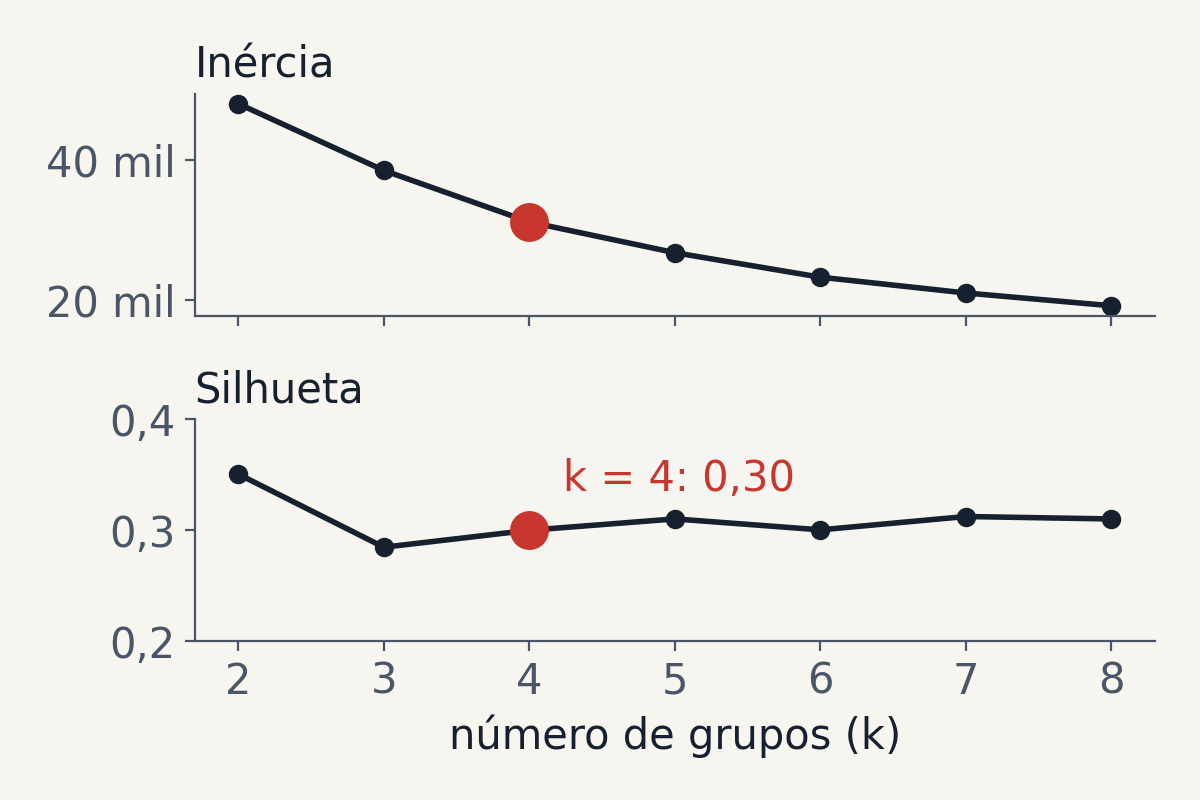 Inércia
40 mil
20 mil
Silhueta
0,4
k = 4: 0,30
0,3
0,2
2 3 4 5 6 7 8
número de grupos (k)